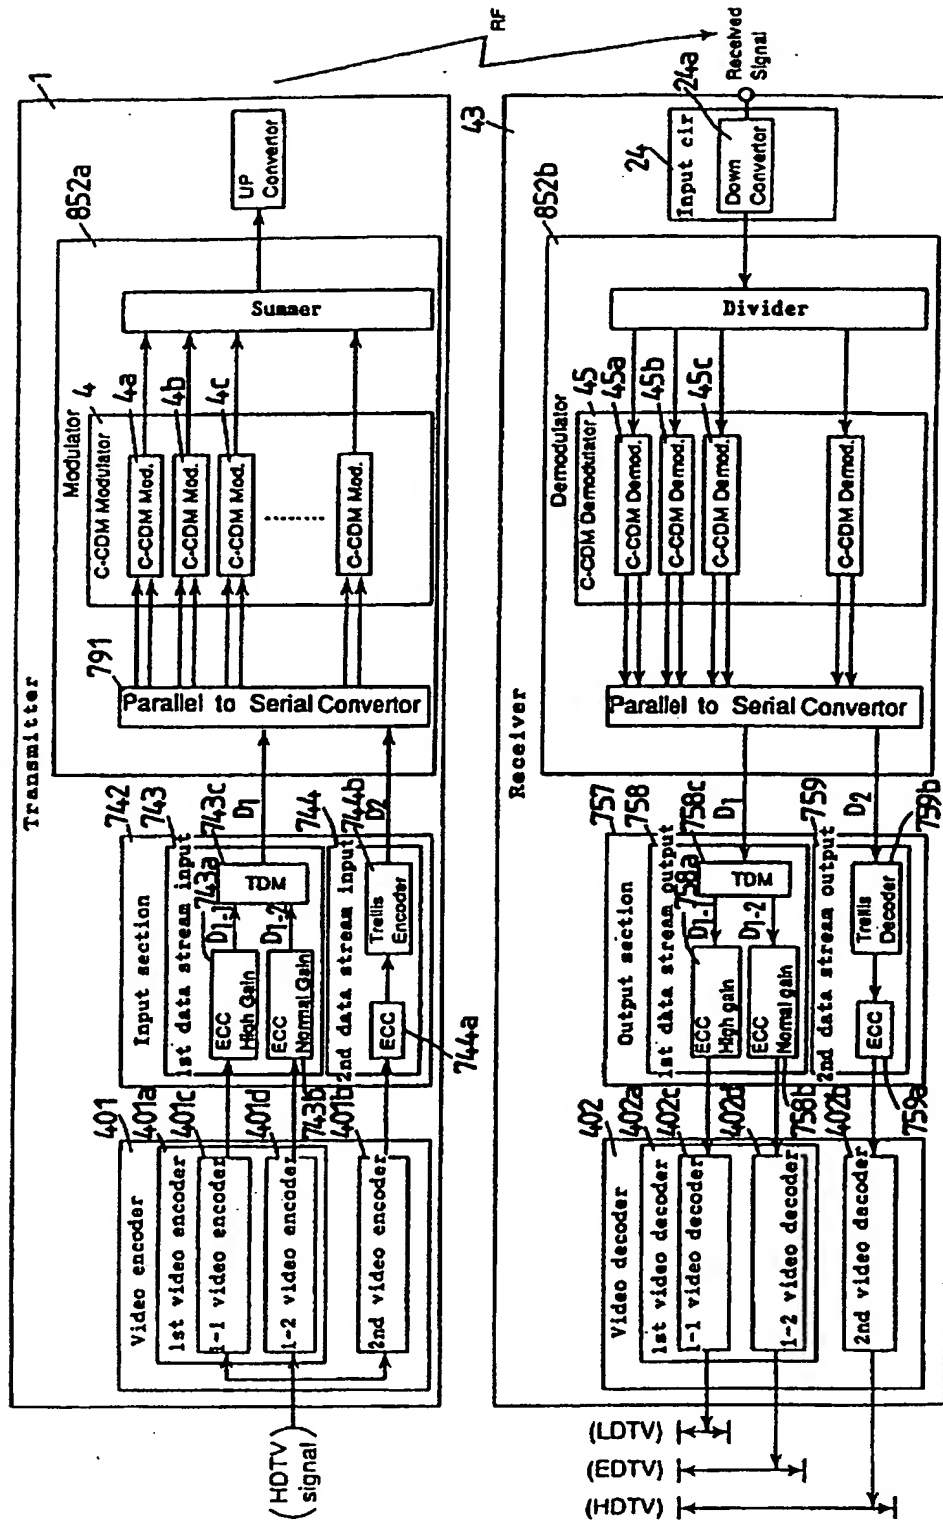 Transmitter
1
Video encoder
401
1st video encoder
401a
1-1 video encoder
401c
1-2 video encoder
401d
2nd video encoder
401b
(HDTV signal)
Input section
742
1st data stream input
743
ECC High Gain
743a
ECC Normal Gain
743b
D1-1
D1-2
TDM
743c
2nd data stream input
744
ECC
744a
Trellis Encoder
744b
D1
D2
Modulator
852a
791
Parallel to Serial Convertor
C-CDM Modulator
4
C-CDM Mod.
4a
C-CDM Mod.
4b
C-CDM Mod.
4c
.........
C-CDM Mod.
Summer
UP Convertor
RF
Receiver
43
Received Signal
Input cir
24
Down Convertor
24a
Demodulator
852b
Divider
C-CDM Demodulator
45
C-CDM Demod.
45a
C-CDM Demod.
45b
C-CDM Demod.
45c
C-CDM Demod.
Parallel to Serial Convertor
D1
D2
Output section
757
1st data stream output
758
TDM
758c
D1-1
D1-2
ECC High gain
758a
ECC Normal gain
758b
2nd data stream output
759
Trellis Decoder
759b
ECC
759a
Video decoder
402
1st video decoder
402a
1-1 video decoder
402c
1-2 video decoder
402d
2nd video dacoder
402b
(LDTV)
(EDTV)
(HDTV)